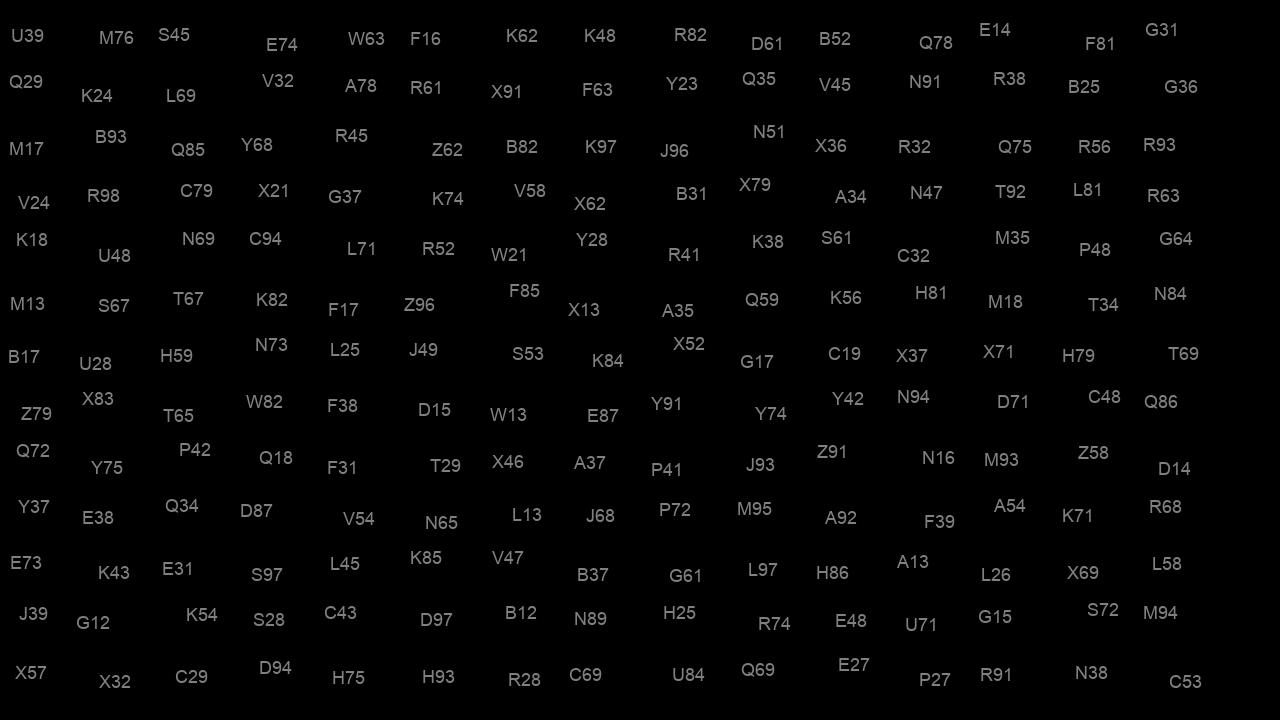 U39 M76 S45 E74 W63 F16 K62 K48 R82 D61 B52 Q78 E14 F81 G31
Q29 K24 L69 V32 A78 R61 X91 F63 Y23 Q35 V45 N91 R38 B25 G36
M17 B93 Q85 Y68 R45 Z62 B82 K97 J96 N51 X36 R32 Q75 R56 R93
V24 R98 C79 X21 G37 K74 V58 X62 B31 X79 A34 N47 T92 L81 R63
K18 U48 N69 C94 L71 R52 W21 Y28 R41 K38 S61 C32 M35 P48 G64
M13 S67 T67 K82 F17 Z96 F85 X13 A35 Q59 K56 H81 M18 T34 N84
B17 U28 H59 N73 L25 J49 S53 K84 X52 G17 C19 X37 X71 H79 T69
Z79 X83 T65 W82 F38 D15 W13 E87 Y91 Y74 Y42 N94 D71 C48 Q86
Q72 Y75 P42 Q18 F31 T29 X46 A37 P41 J93 Z91 N16 M93 Z58 D14
Y37 E38 Q34 D87 V54 N65 L13 J68 P72 M95 A92 F39 A54 K71 R68
E73 K43 E31 S97 L45 K85 V47 B37 G61 L97 H86 A13 L26 X69 L58
J39 G12 K54 S28 C43 D97 B12 N89 H25 R74 E48 U71 G15 S72 M94
X57 X32 C29 D94 H75 H93 R28 C69 U84 Q69 E27 P27 R91 N38 C53